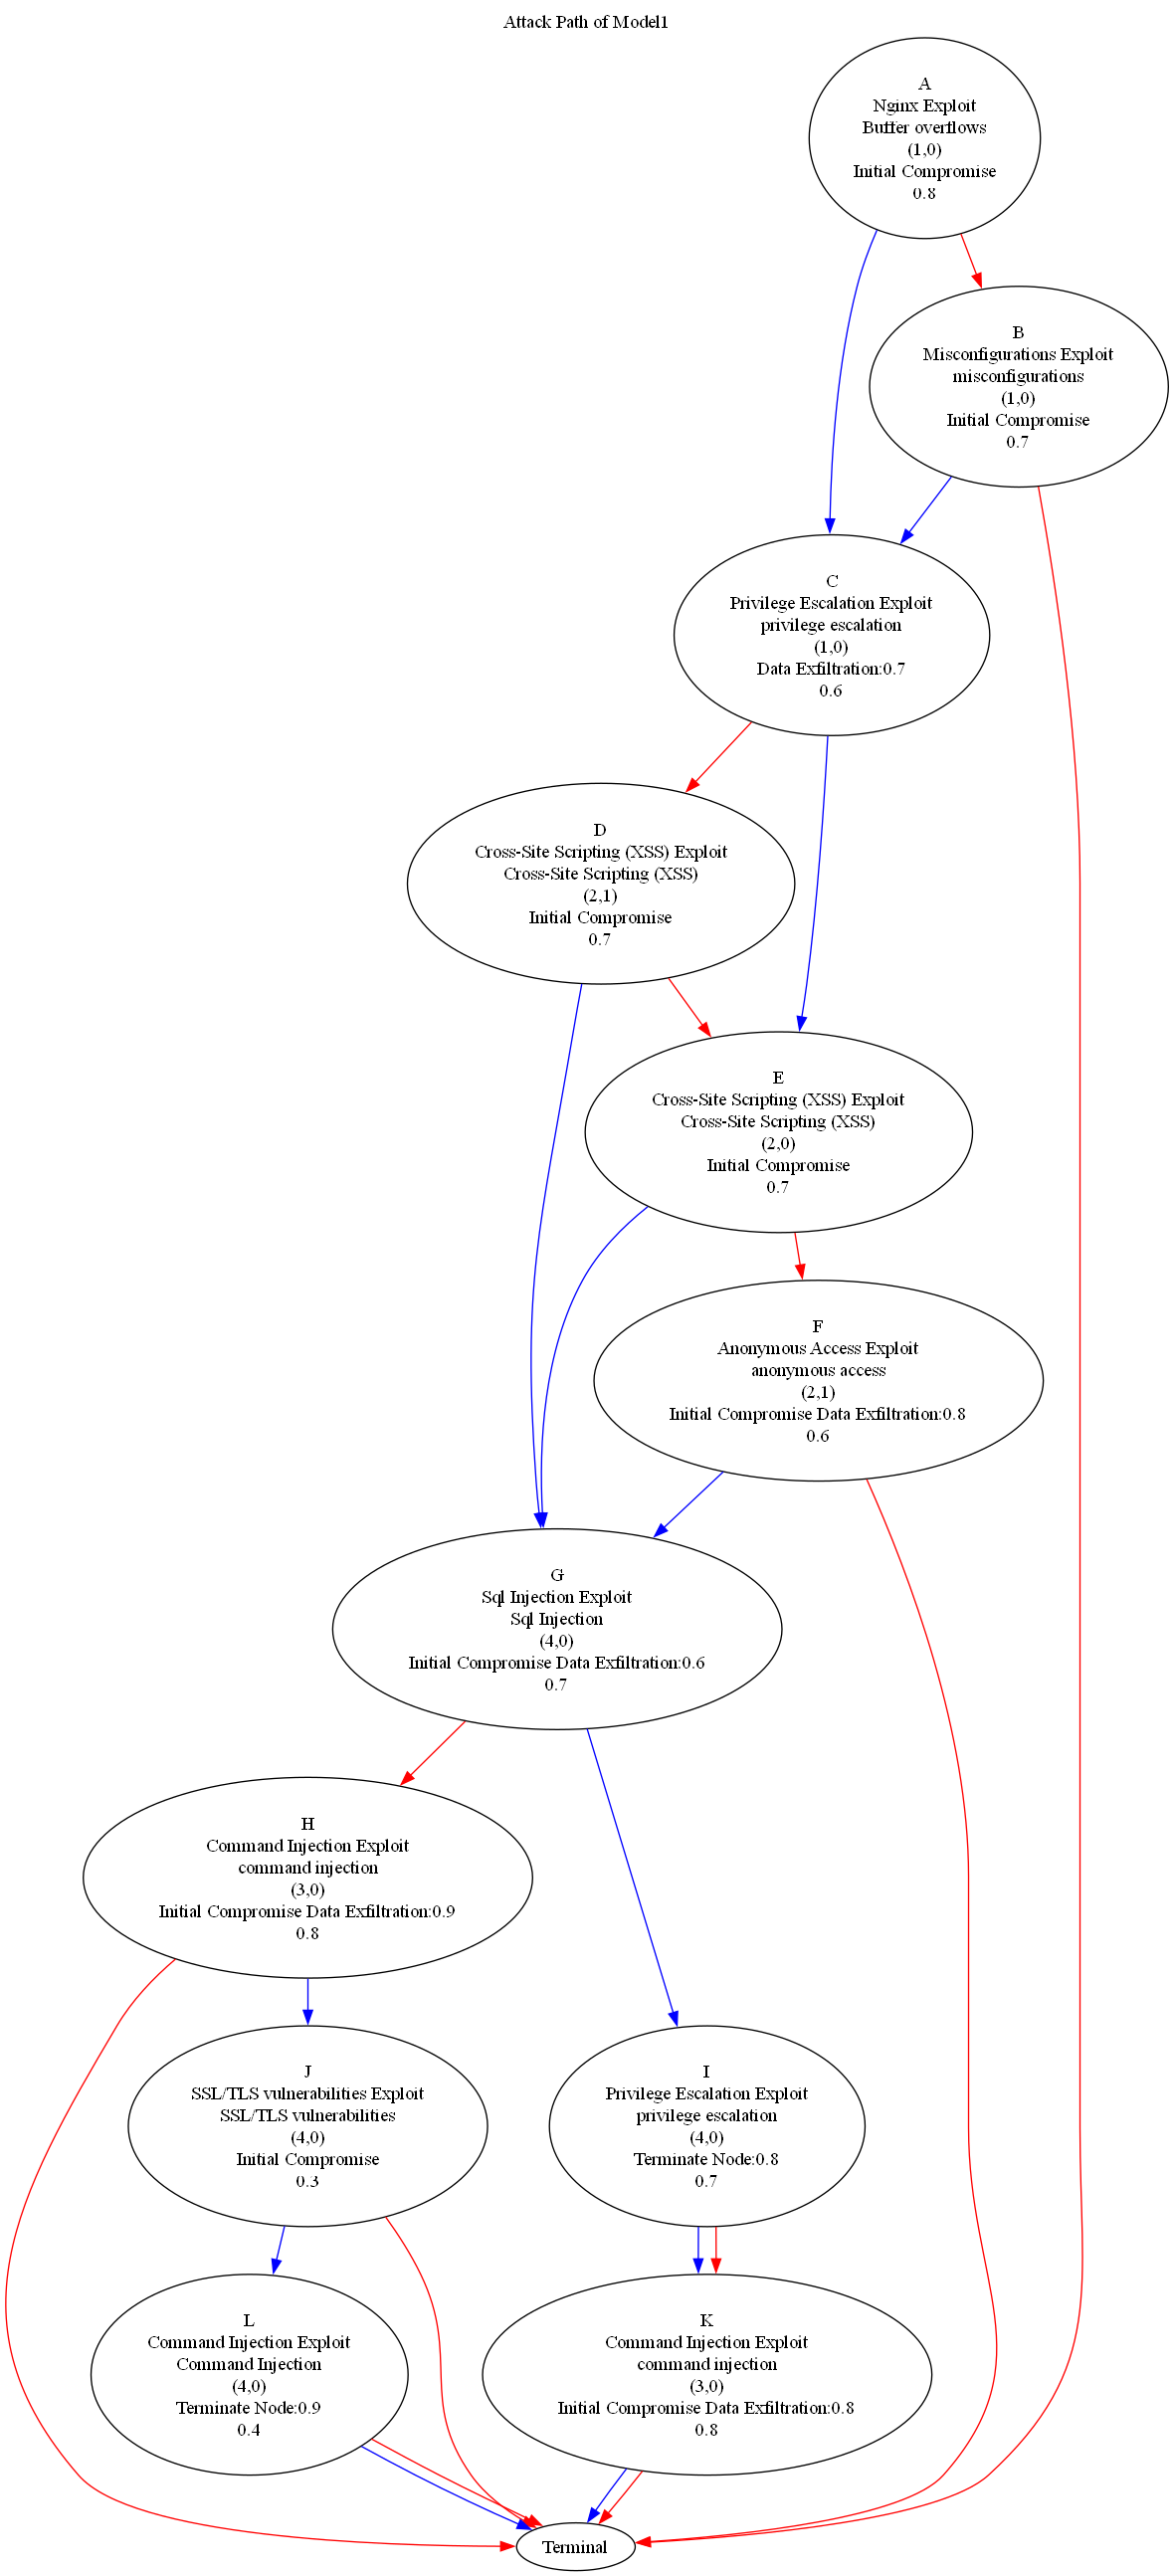 Attack Path of Model1
A
Nginx Exploit
Buffer overflows
(1,0)
Initial Compromise
0.8
B
Misconfigurations Exploit
misconfigurations
(1,0)
Initial Compromise
0.7
C
Privilege Escalation Exploit
privilege escalation
(1,0)
Data Exfiltration:0.7
0.6
D
Cross-Site Scripting (XSS) Exploit
Cross-Site Scripting (XSS)
(2,1)
Initial Compromise
0.7
E
Cross-Site Scripting (XSS) Exploit
Cross-Site Scripting (XSS)
(2,0)
Initial Compromise
0.7
F
Anonymous Access Exploit
anonymous access
(2,1)
Initial Compromise Data Exfiltration:0.8
0.6
G
Sql Injection Exploit
Sql Injection
(4,0)
Initial Compromise Data Exfiltration:0.6
0.7
H
Command Injection Exploit
command injection
(3,0)
Initial Compromise Data Exfiltration:0.9
0.8
J
SSL/TLS vulnerabilities Exploit
SSL/TLS vulnerabilities
(4,0)
Initial Compromise
0.3
I
Privilege Escalation Exploit
privilege escalation
(4,0)
Terminate Node:0.8
0.7
L
Command Injection Exploit
Command Injection
(4,0)
Terminate Node:0.9
0.4
K
Command Injection Exploit
command injection
(3,0)
Initial Compromise Data Exfiltration:0.8
0.8
Terminal